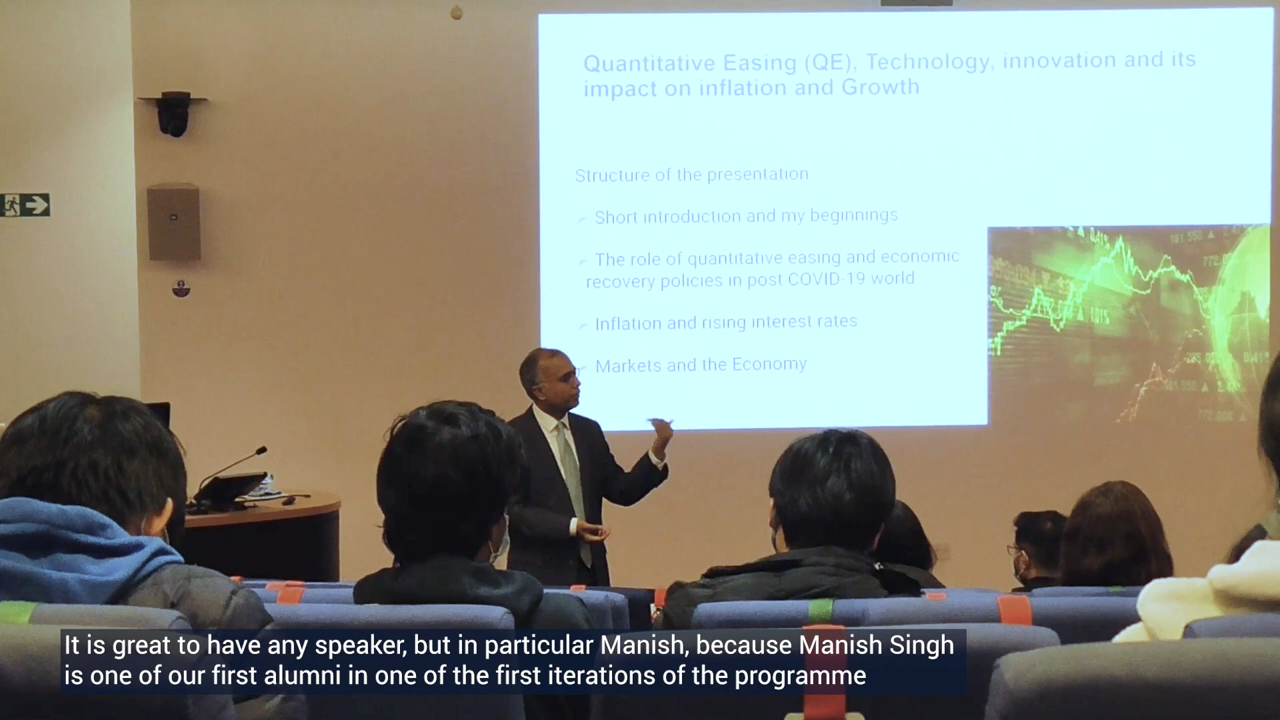 Quantitative Easing (QE), Technology, innovation and its
impact on inflation and Growth
Structure of the presentation
Short introduction and my beginnings
The role of quantitative easing and economic
recovery policies in post COVID-19 world
Inflation and rising interest rates
Markets and the Economy
It is great to have any speaker, but in particular Manish, because Manish Singh
is one of our first alumni in one of the first iterations of the programme